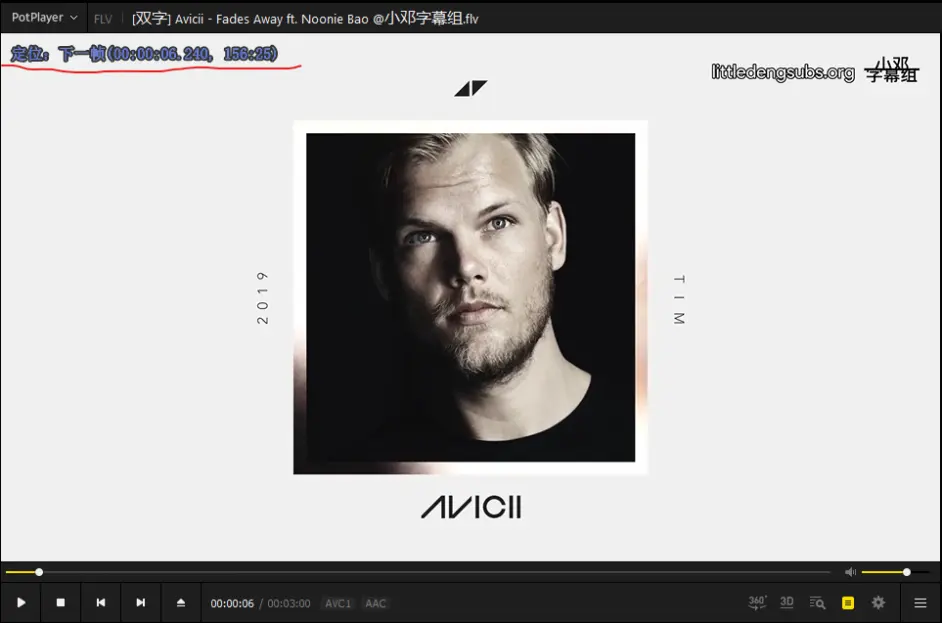 PotPlayer
FLV
[双字] Avicii - Fades Away ft. Noonie Bao @小邓字幕组.flv
定位: 下一帧(00:00:06.240, 156:25)
littledengsubs.org
小邓
字幕组
2019
TIM
AVICII
00:00:06 / 00:03:00 AVC1 AAC
360°
3D